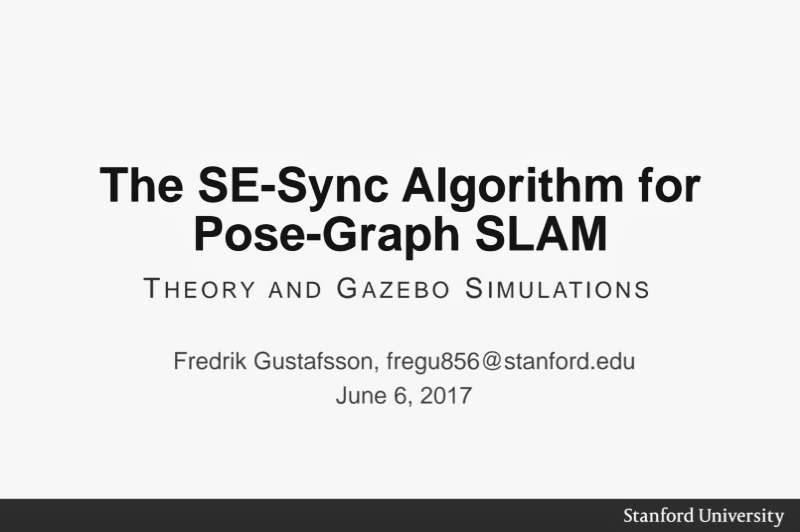 The SE-Sync Algorithm for
Pose-Graph SLAM
THEORY AND GAZEBO SIMULATIONS
Fredrik Gustafsson, fregu856@stanford.edu
June 6, 2017
Stanford University